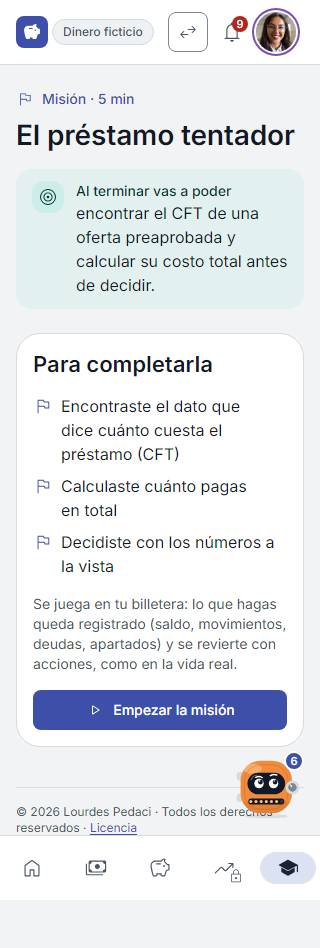 Dinero ficticio
9
Misión · 5 min
El préstamo tentador
Al terminar vas a poder
encontrar el CFT de una
oferta preaprobada y
calcular su costo total antes
de decidir.
Para completarla
Encontraste el dato que
dice cuánto cuesta el
préstamo (CFT)
Calculaste cuánto pagas
en total
Decidiste con los números a
la vista
Se juega en tu billetera: lo que hagas
queda registrado (saldo, movimientos,
deudas, apartados) y se revierte con
acciones, como en la vida real.
Empezar la misión
6
© 2026 Lourdes Pedaci · Todos los derechos
reservados · Licencia